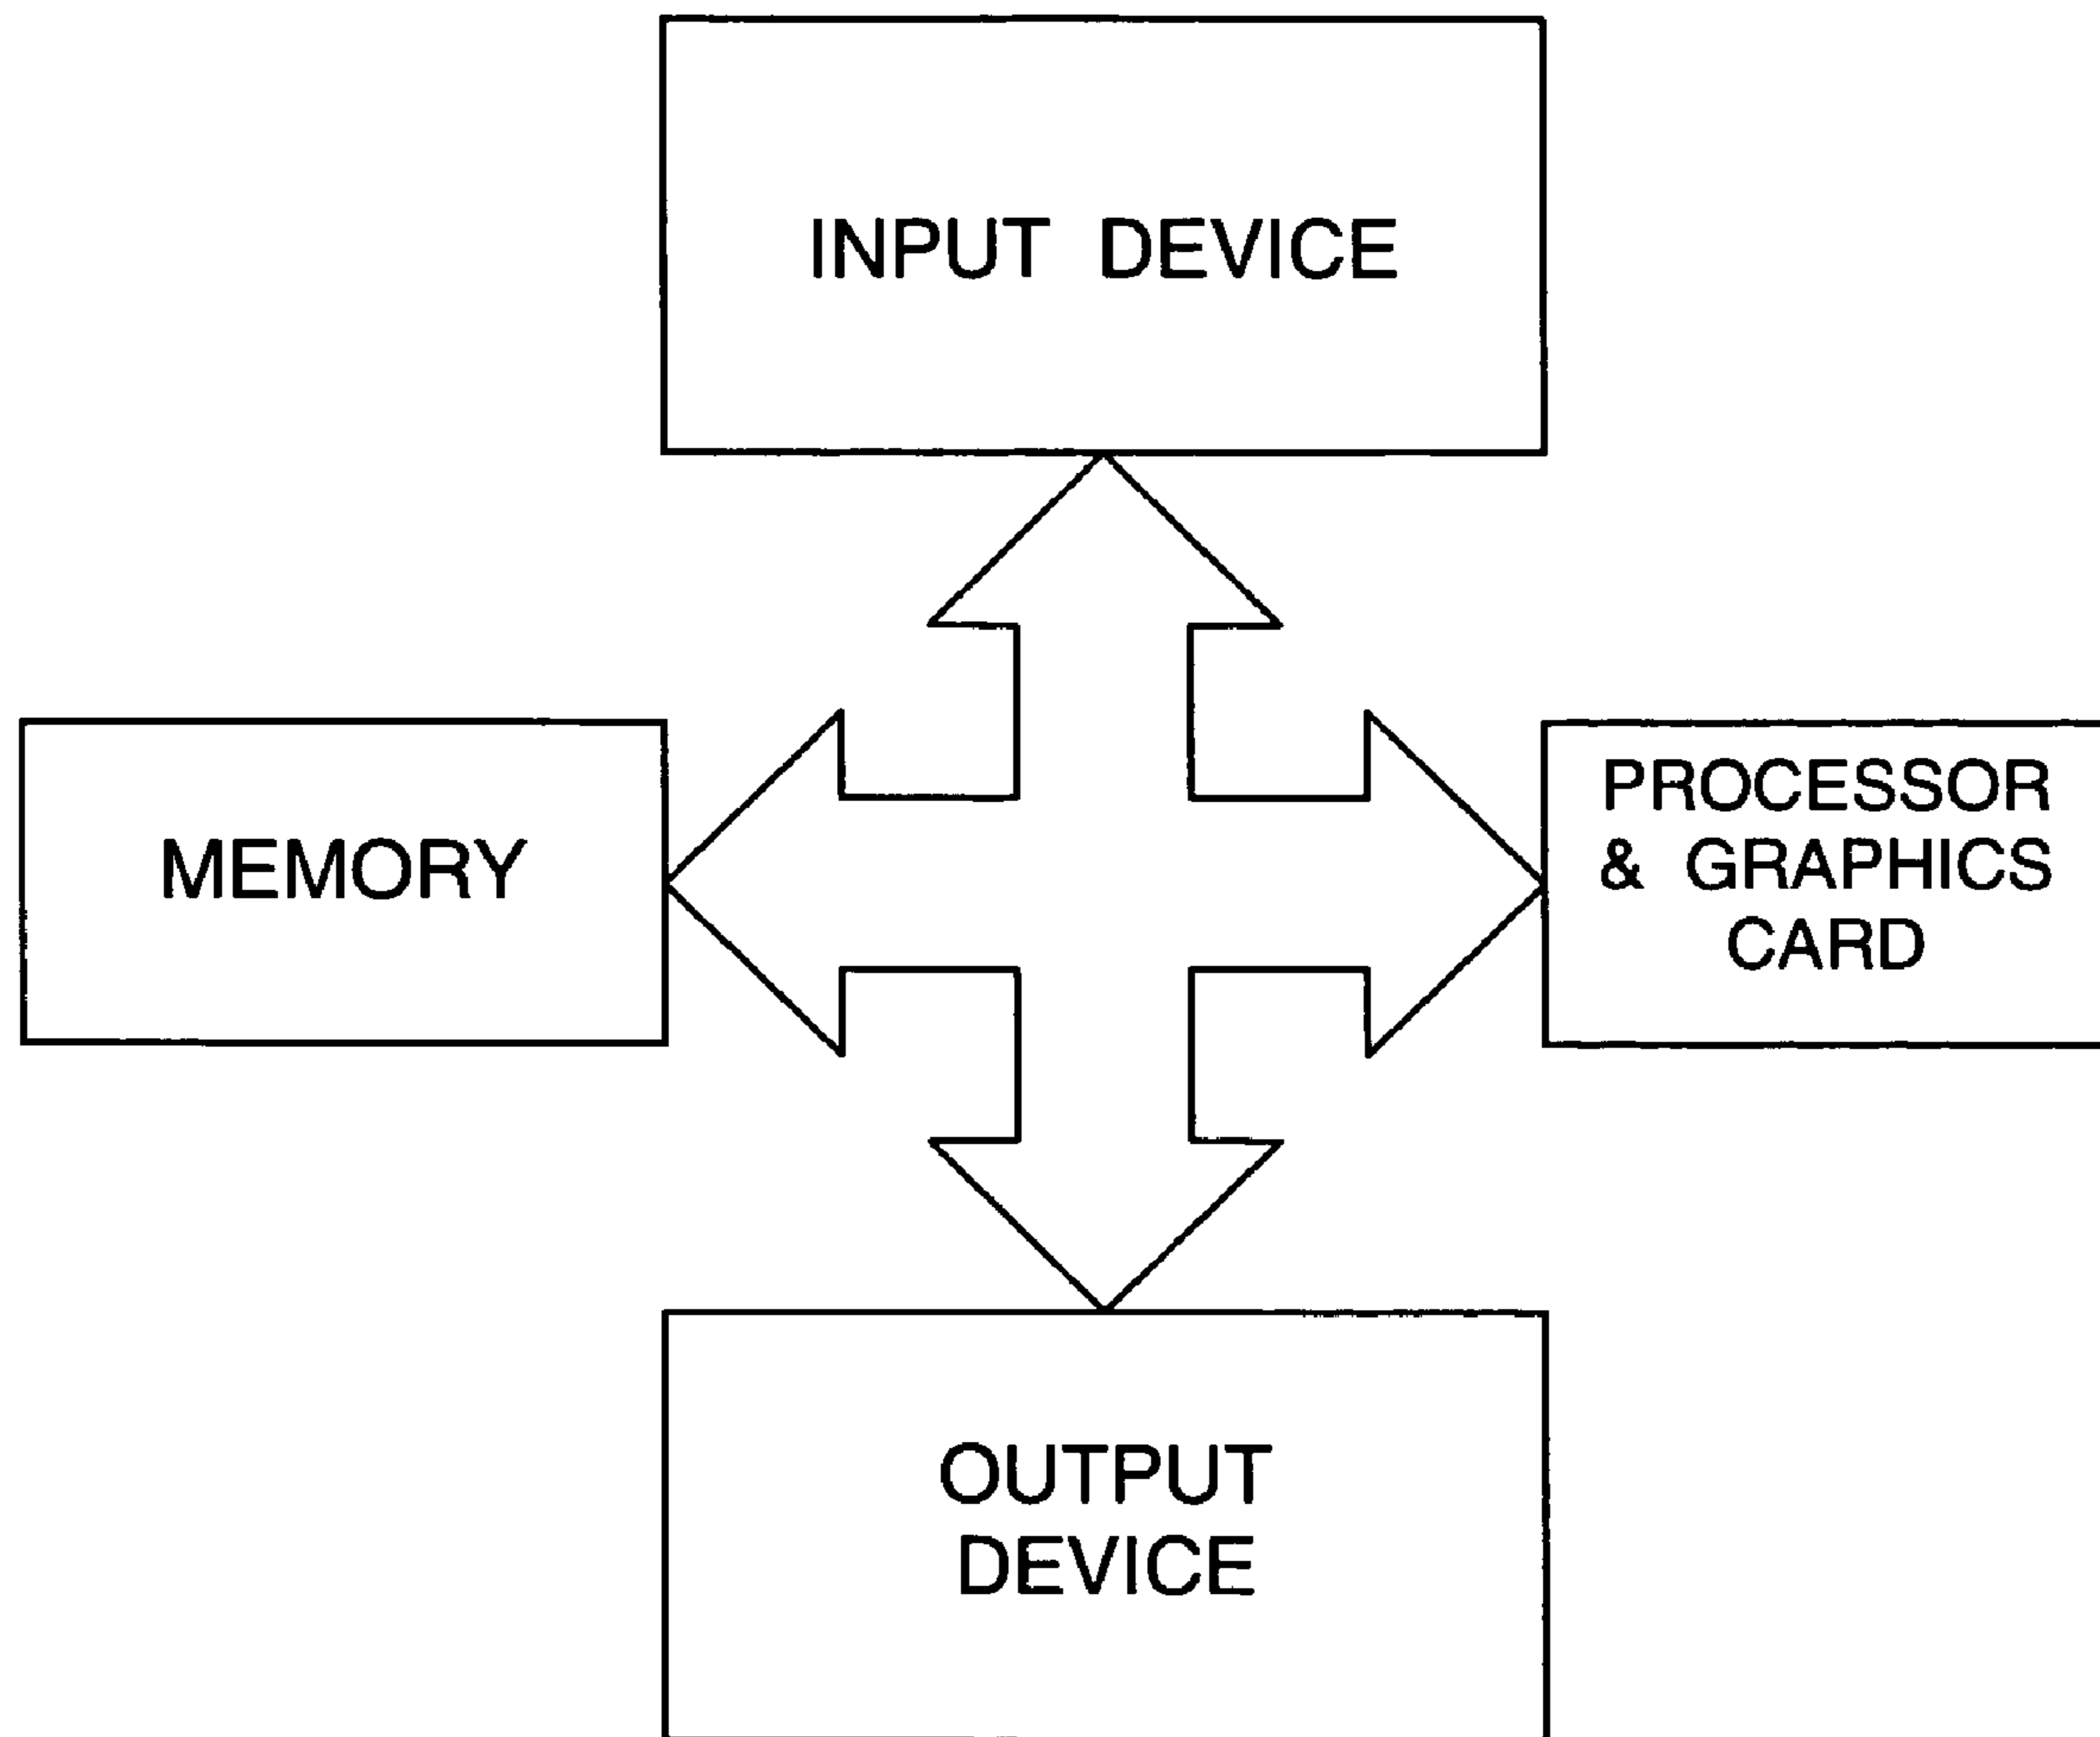 INPUT DEVICE
MEMORY
PROCESSOR
& GRAPHICS
CARD
OUTPUT
DEVICE